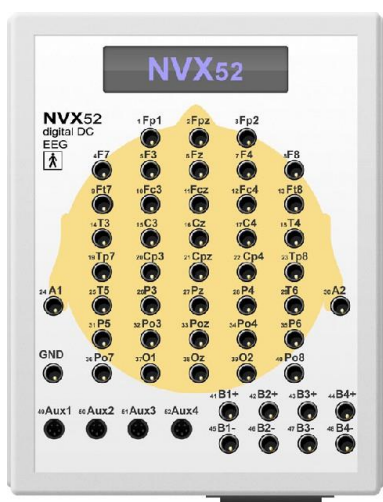 NVX52
NVX52
digital DC
EEG
1Fp1 2Fpz 3Fp2
4F7 5F3 6Fz 7F4 8F8
9Ft7 10Fc3 11Fcz 12Fc4 13Ft8
14T3 15C3 16Cz 17C4 18T4
19Tp7 20Cp3 21Cpz 22Cp4 23Tp8
24A1 25T5 26P3 27Pz 28P4 29T6 30A2
31P5 32Po3 33Poz 34Po4 35P6
GND 36Po7 37O1 38Oz 39O2 40Po8
41B1+ 42B2+ 43B3+ 44B4+
49Aux1 50Aux2 51Aux3 52Aux4
45B1- 46B2- 47B3- 48B4-